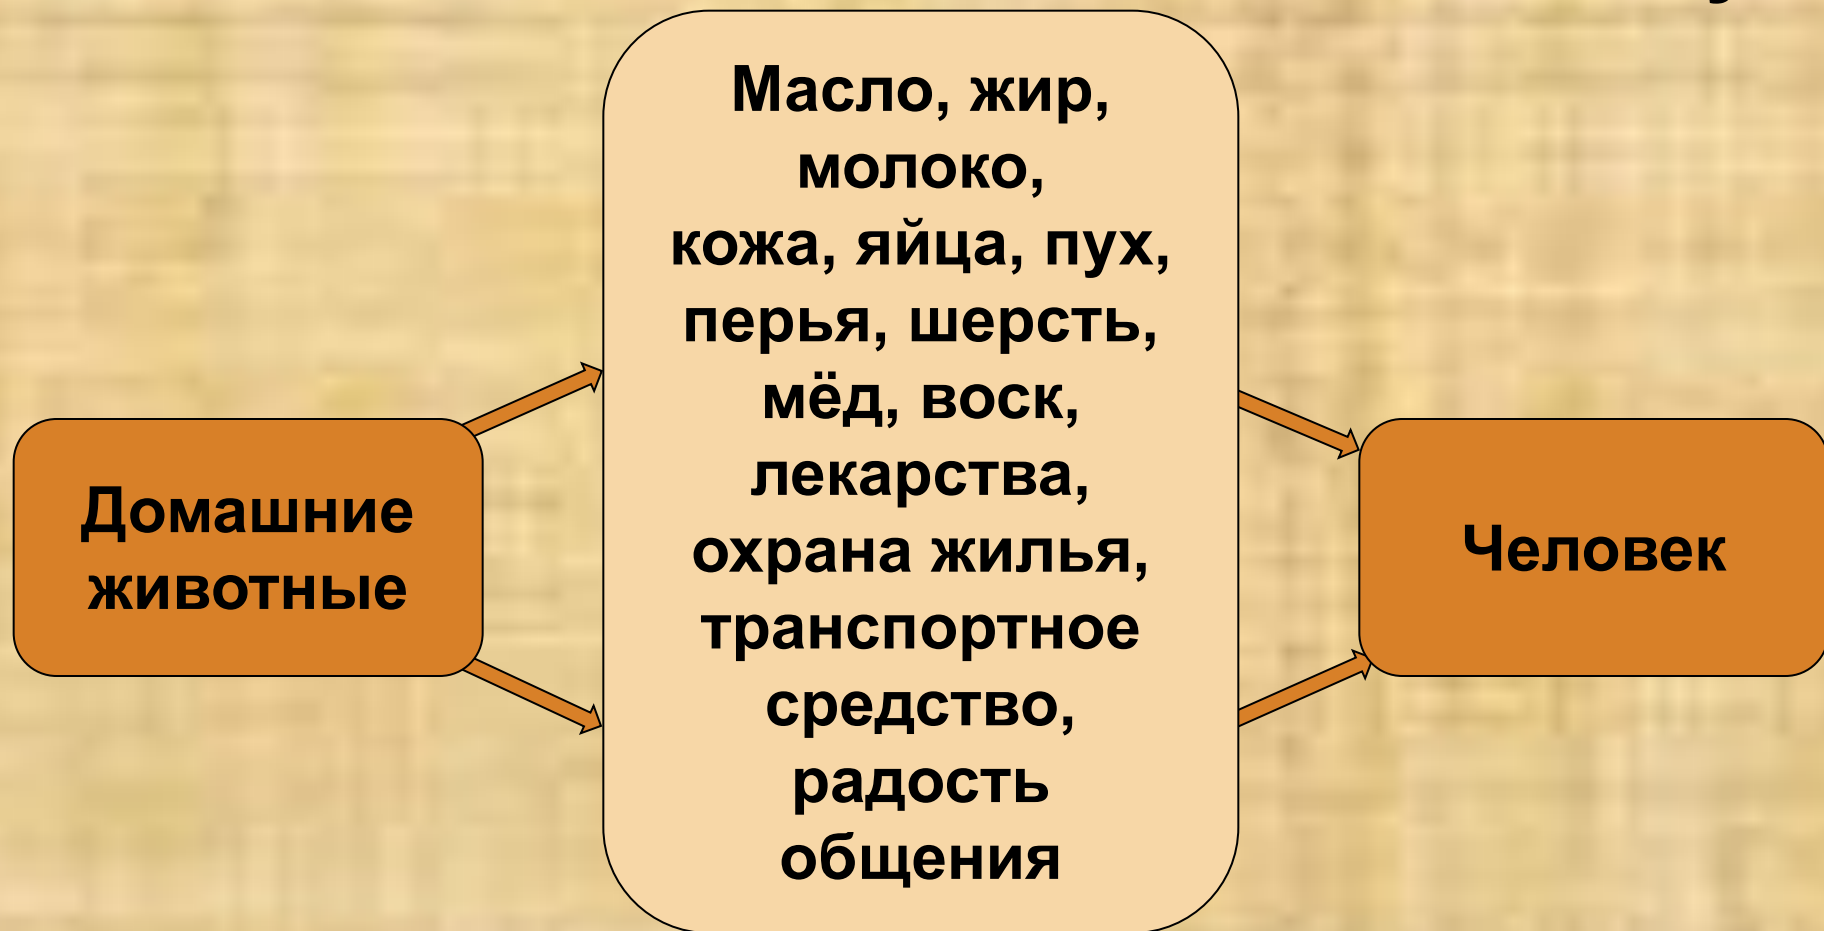 Масло, жир,
молоко,
кожа, яйца, пух,
перья, шерсть,
мёд, воск,
лекарства,
охрана жилья,
транспортное
средство,
радость
общения
Домашние
животные
Человек